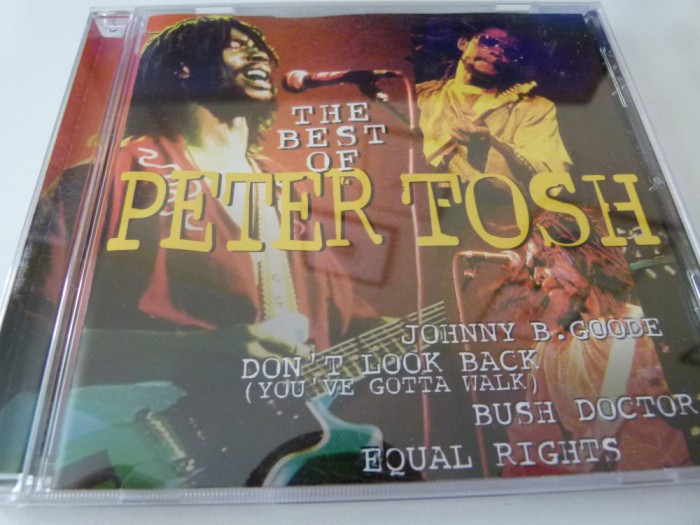 THE
BEST
OF
PETER TOSH
JOHNNY B.GOODE
DON'T LOOK BACK
(YOU'VE GOTTA WALK)
BUSH DOCTOR
EQUAL RIGHTS